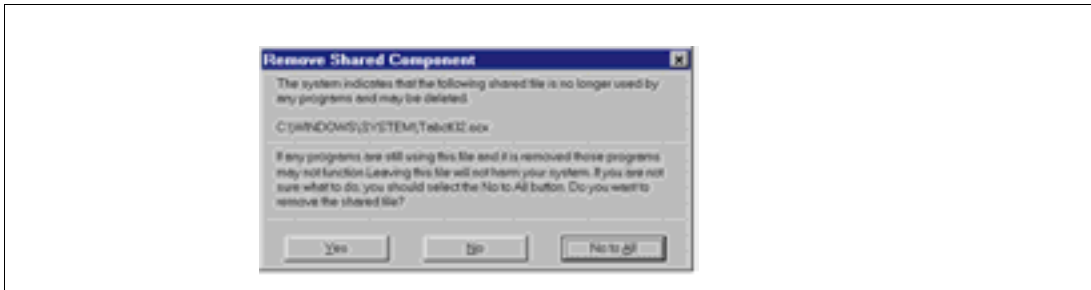 Remove Shared Component
The system indicates that the following shared file is no longer used by
any programs and may be deleted.
C:\WINDOWS\SYSTEM\Tabctl32.ocx
If any programs are still using this file and it is removed those programs
may not function.Leaving this file will not harm your system. If you are not
sure what to do, you should select the No to All button. Do you want to
remove the shared file?
Yes
No
No to All